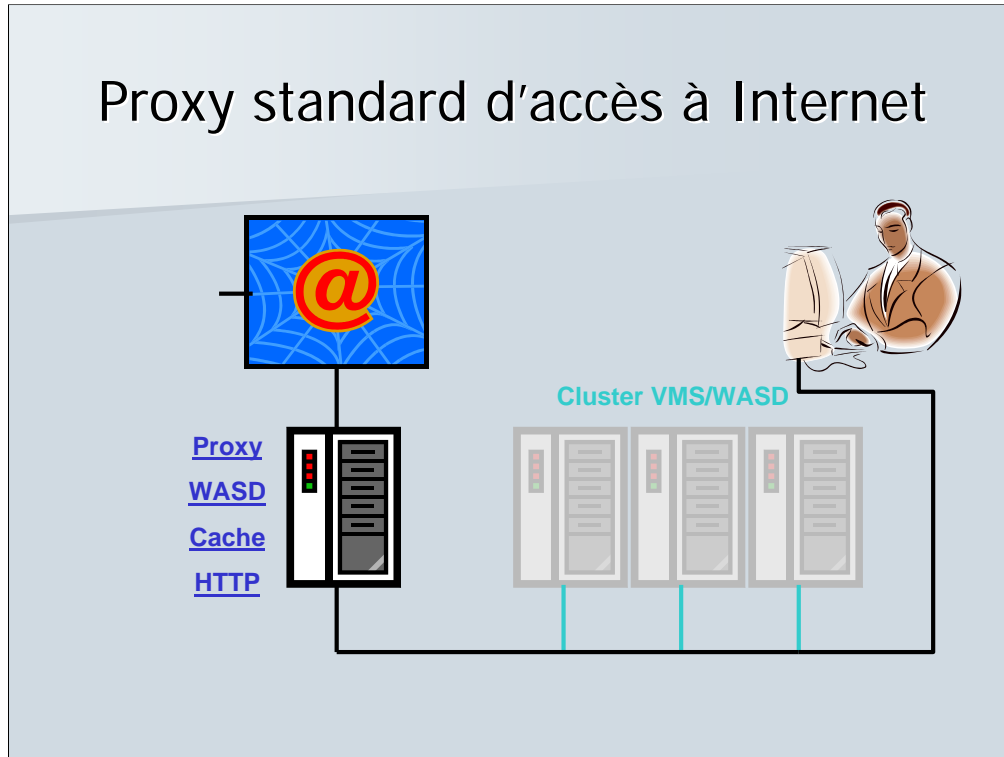 Proxy standard d'accès à Internet
@
Cluster VMS/WASD
Proxy
WASD
Cache
HTTP